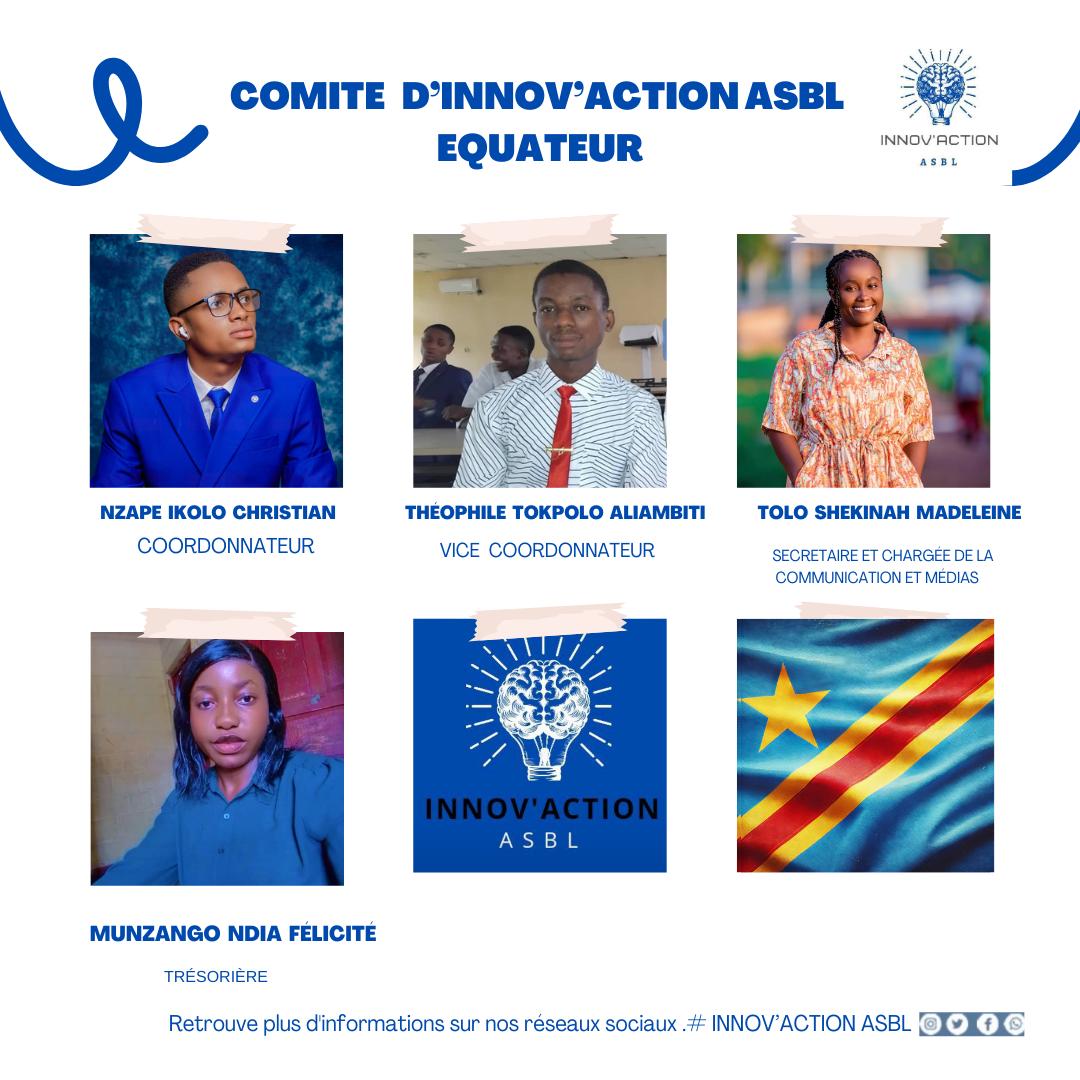 COMITE D’INNOV’ACTION ASBL
EQUATEUR
INNOV'ACTION
ASBL
NZAPE IKOLO CHRISTIAN
COORDONNATEUR
THÉOPHILE TOKPOLO ALIAMBITI
VICE COORDONNATEUR
TOLO SHEKINAH MADELEINE
SECRETAIRE ET CHARGÉE DE LA
COMMUNICATION ET MÉDIAS
MUNZANGO NDIA FÉLICITÉ
TRÉSORIÈRE
INNOV'ACTION
ASBL
Retrouve plus d'informations sur nos réseaux sociaux .# INNOV’ACTION ASBL